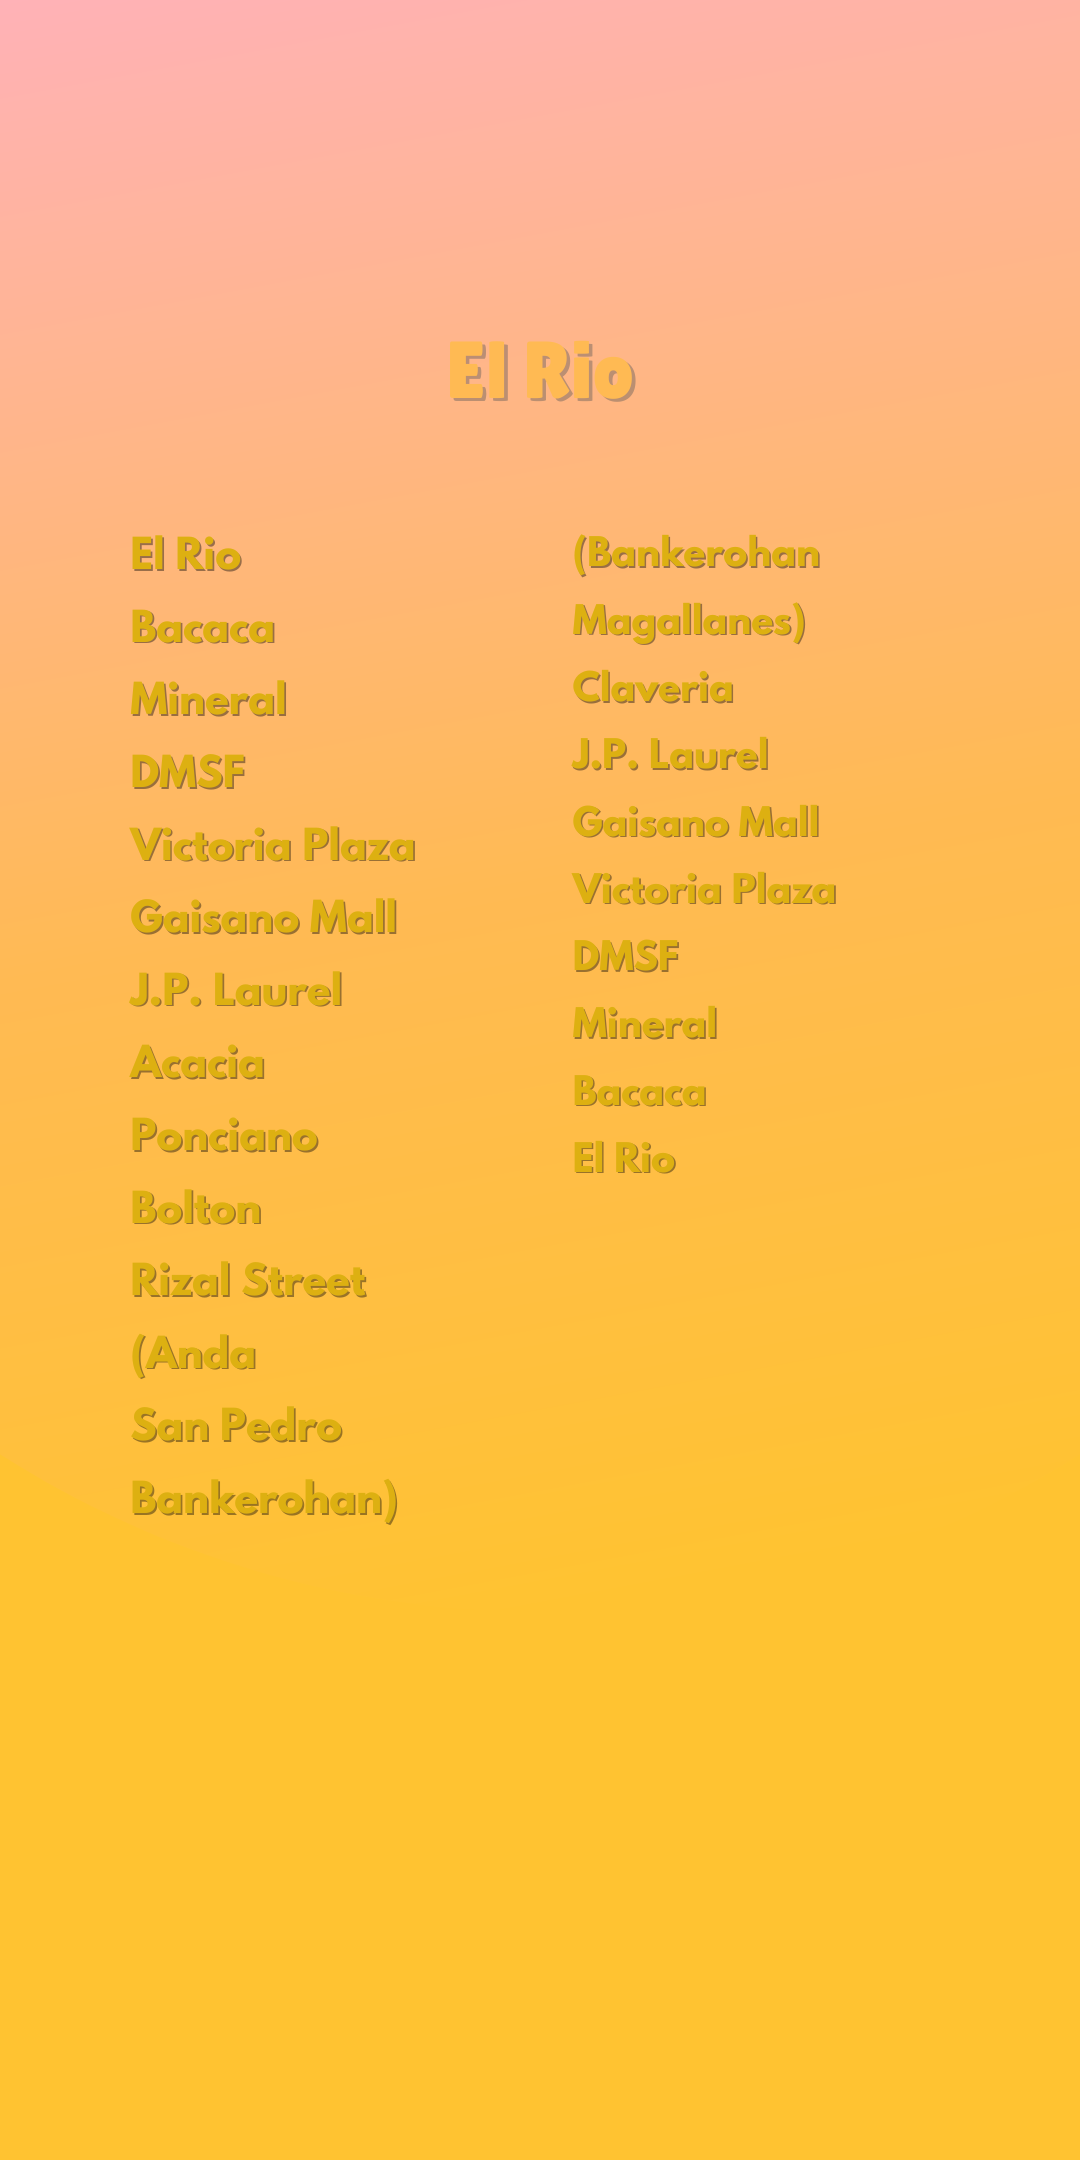 El Rio
El Rio
Bacaca
Mineral
DMSF
Victoria Plaza
Gaisano Mall
J.P. Laurel
Acacia
Ponciano
Bolton
Rizal Street
(Anda
San Pedro
Bankerohan)
(Bankerohan
Magallanes)
Claveria
J.P. Laurel
Gaisano Mall
Victoria Plaza
DMSF
Mineral
Bacaca
El Rio